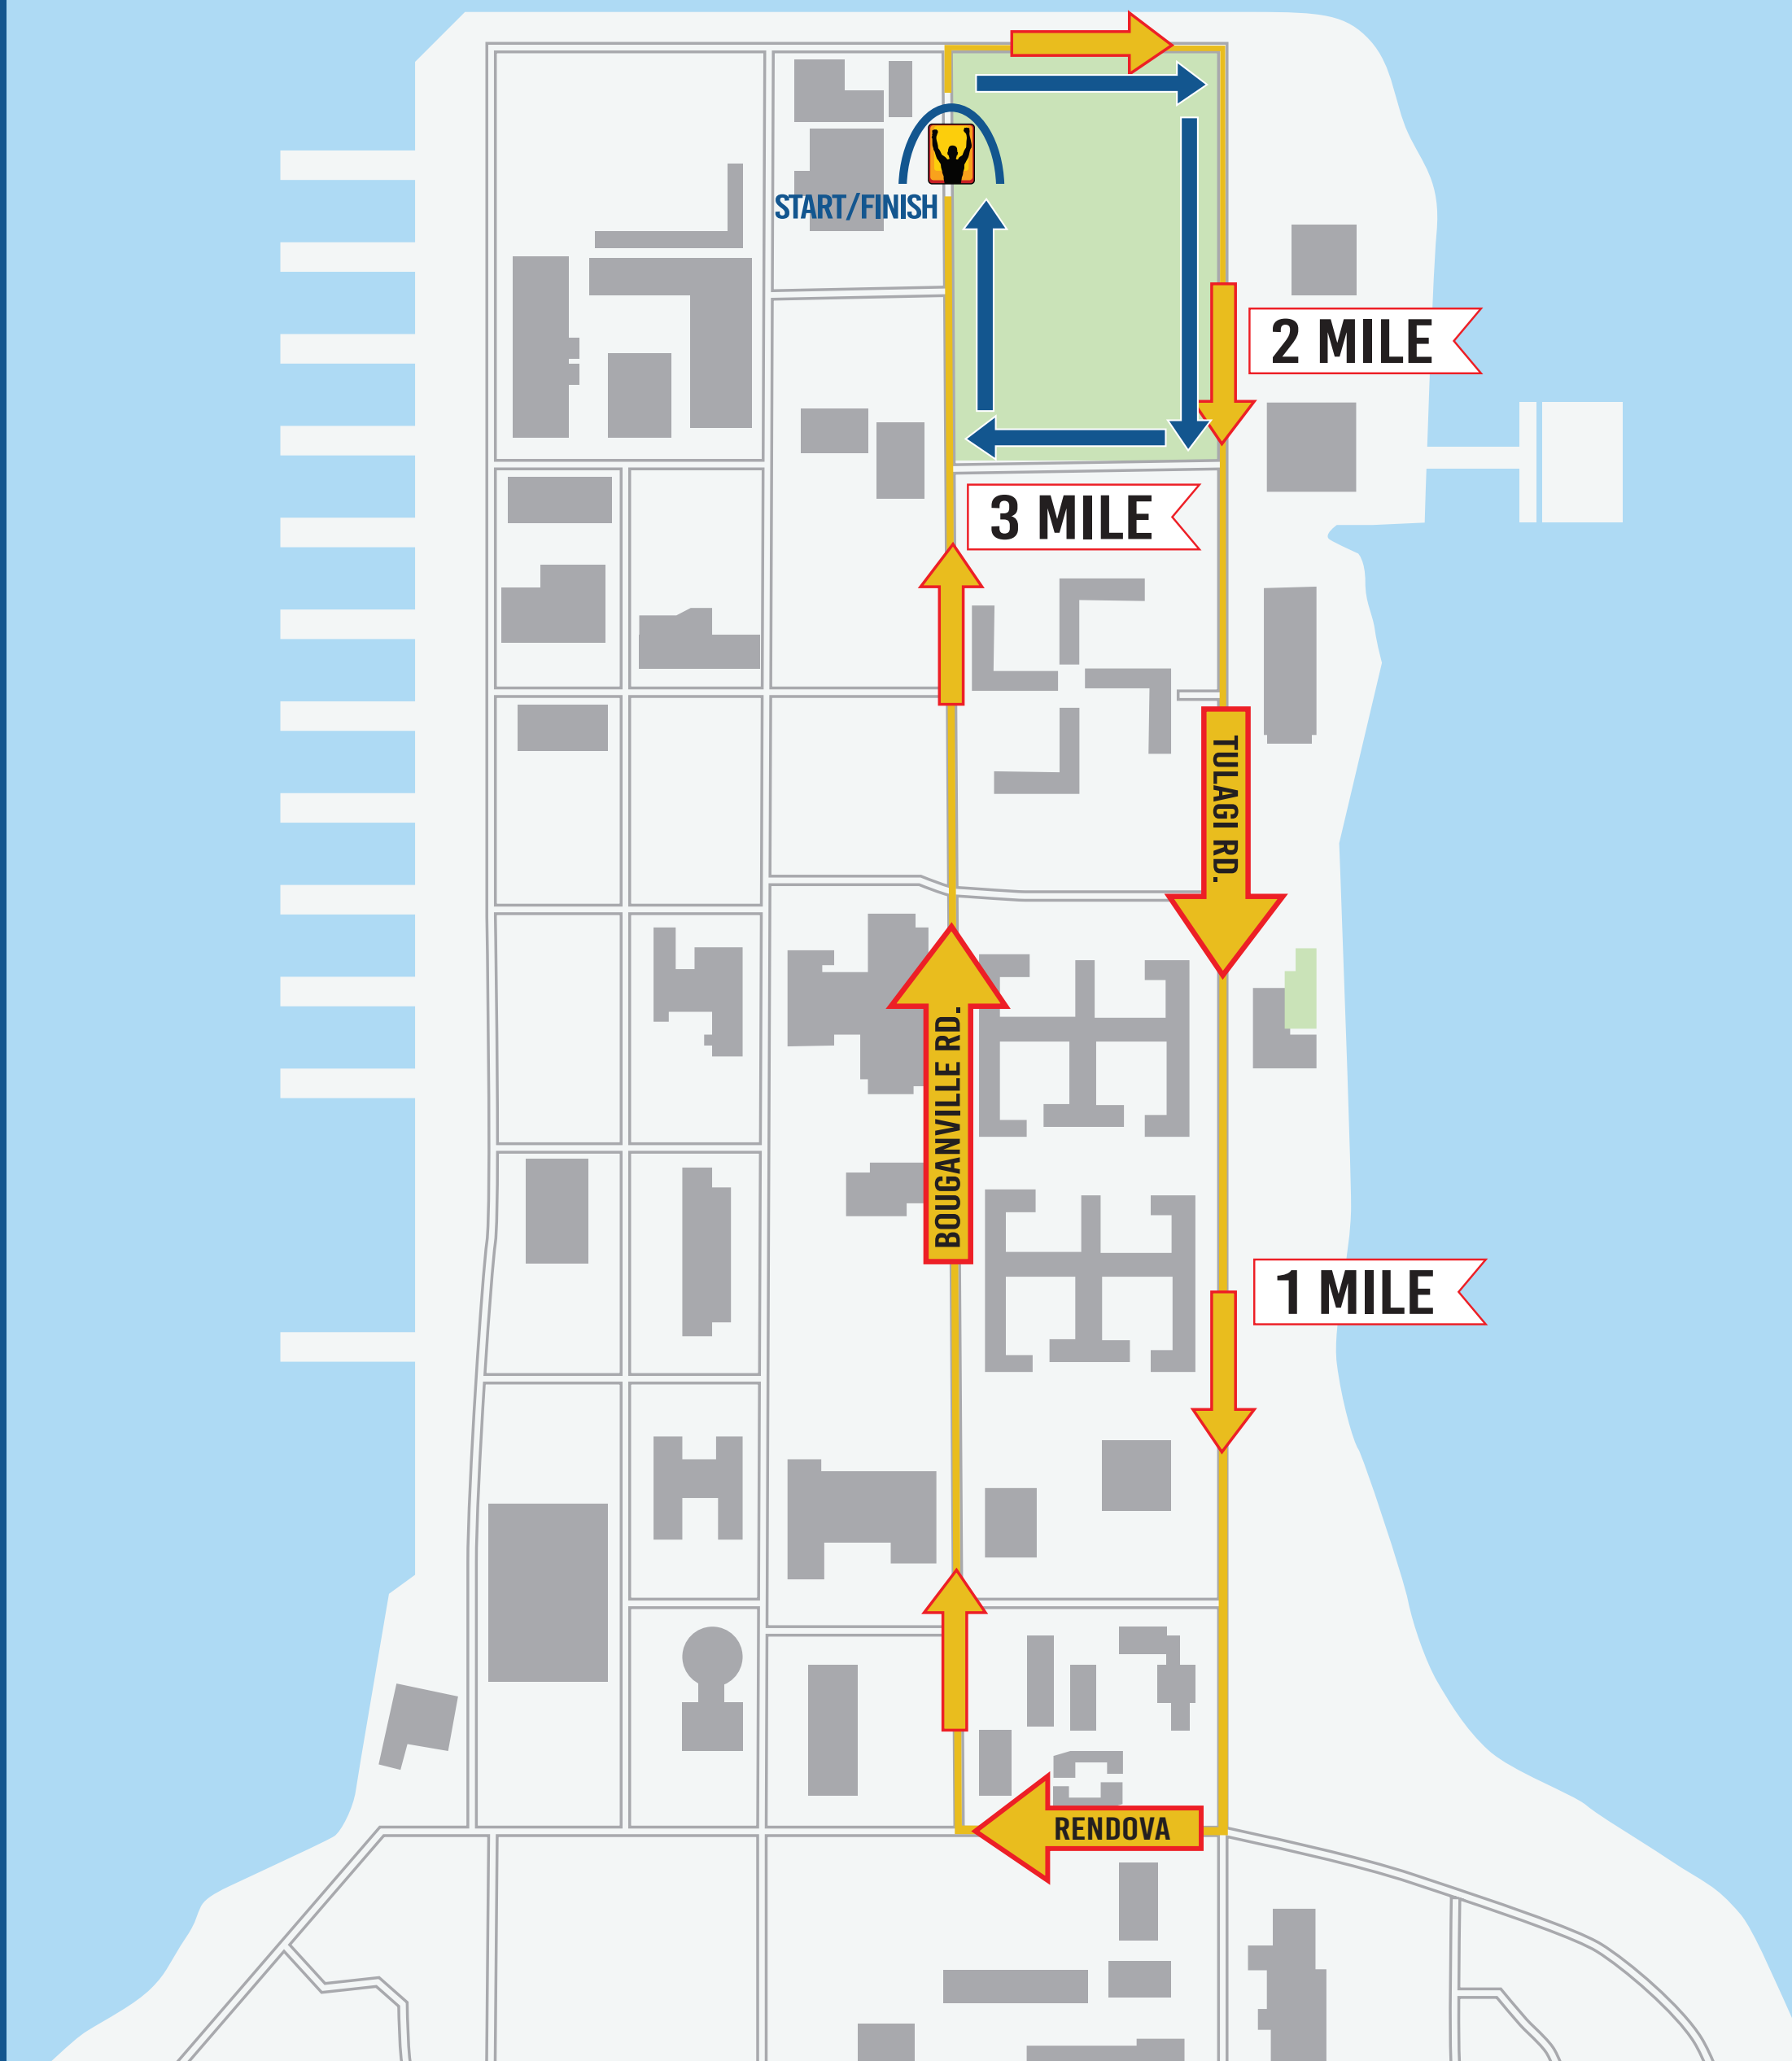 START/FINISH
2 MILE
3 MILE
TULAGI RD.
BOUGANVILLE RD.
1 MILE
RENDOVA